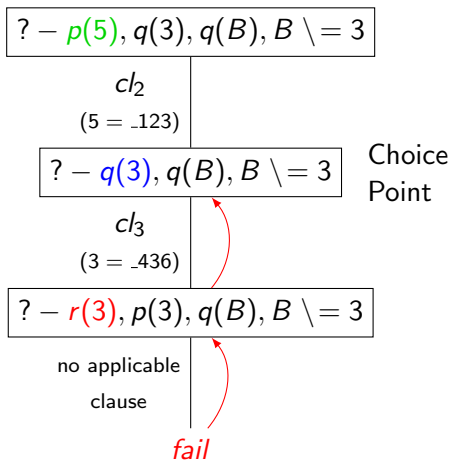 ? − p(5), q(3), q(B), B \= 3
cl2
(5 = _123)
? − q(3), q(B), B \= 3
Choice
Point
cl3
(3 = _436)
? − r(3), p(3), q(B), B \= 3
no applicable
clause
fail